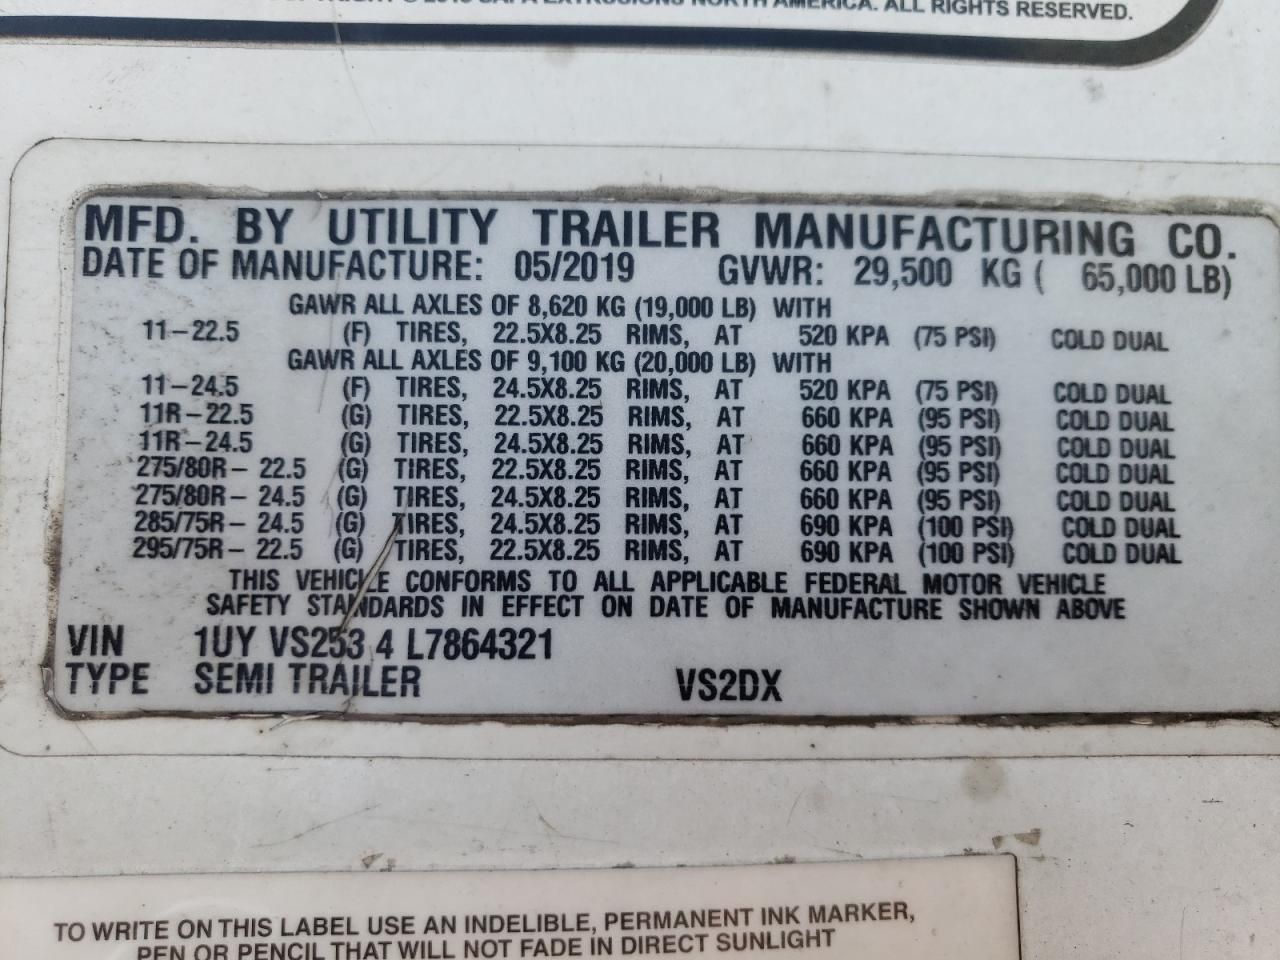 © 2018 SAPA EXTRUSIONS NORTH AMERICA. ALL RIGHTS RESERVED.
MFD. BY UTILITY TRAILER MANUFACTURING CO.
DATE OF MANUFACTURE: 05/2019 GVWR: 29,500 KG ( 65,000 LB)
GAWR ALL AXLES OF 8,620 KG (19,000 LB) WITH
11-22.5 (F) TIRES, 22.5X8.25 RIMS, AT 520 KPA (75 PSI) COLD DUAL
GAWR ALL AXLES OF 9,100 KG (20,000 LB) WITH
11-24.5 (F) TIRES, 24.5X8.25 RIMS, AT 520 KPA (75 PSI) COLD DUAL
11R-22.5 (G) TIRES, 22.5X8.25 RIMS, AT 660 KPA (95 PSI) COLD DUAL
11R-24.5 (G) TIRES, 24.5X8.25 RIMS, AT 660 KPA (95 PSI) COLD DUAL
275/80R- 22.5 (G) TIRES, 22.5X8.25 RIMS, AT 660 KPA (95 PSI) COLD DUAL
275/80R- 24.5 (G) TIRES, 24.5X8.25 RIMS, AT 660 KPA (95 PSI) COLD DUAL
285/75R- 24.5 (G) TIRES, 24.5X8.25 RIMS, AT 690 KPA (100 PSI) COLD DUAL
295/75R- 22.5 (G) TIRES, 22.5X8.25 RIMS, AT 690 KPA (100 PSI) COLD DUAL
THIS VEHICLE CONFORMS TO ALL APPLICABLE FEDERAL MOTOR VEHICLE
SAFETY STANDARDS IN EFFECT ON DATE OF MANUFACTURE SHOWN ABOVE
VIN 1UY VS253 4 L7864321
TYPE SEMI TRAILER VS2DX
TO WRITE ON THIS LABEL USE AN INDELIBLE, PERMANENT INK MARKER,
PEN OR PENCIL THAT WILL NOT FADE IN DIRECT SUNLIGHT